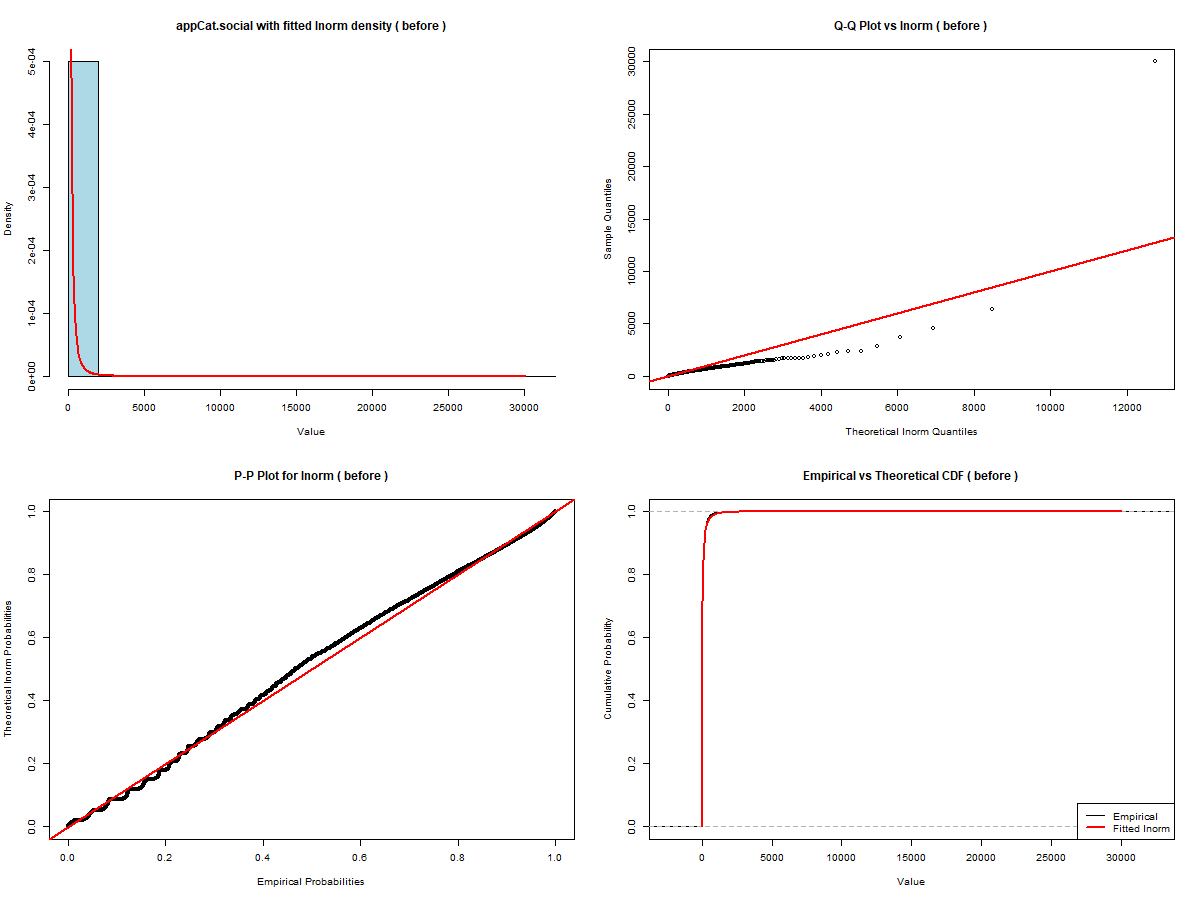 appCat.social with fitted lnorm density ( before )
Density
0e+00 1e-04 2e-04 3e-04 4e-04 5e-04
0 5000 10000 15000 20000 25000 30000
Value
Q-Q Plot vs lnorm ( before )
Sample Quantiles
0 5000 10000 15000 20000 25000 30000
0 2000 4000 6000 8000 10000 12000
Theoretical lnorm Quantiles
P-P Plot for lnorm ( before )
Theoretical lnorm Probabilities
0.0 0.2 0.4 0.6 0.8 1.0
0.0 0.2 0.4 0.6 0.8 1.0
Empirical Probabilities
Empirical vs Theoretical CDF ( before )
Cumulative Probability
0.0 0.2 0.4 0.6 0.8 1.0
Empirical
Fitted lnorm
0 5000 10000 15000 20000 25000 30000
Value